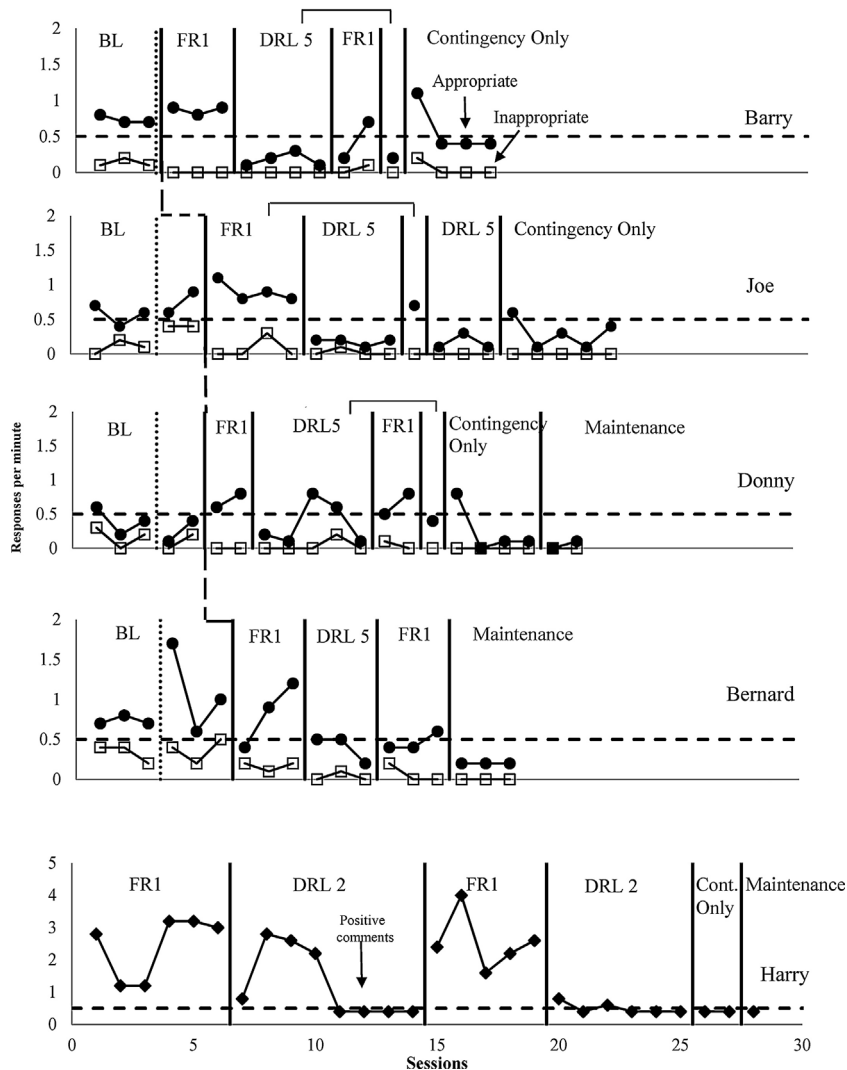 2
BL
FR1
DRL 5
FR1
Contingency Only
1.5
Appropriate
1
Inappropriate
0.5
Barry
0
2
BL
FR1
DRL 5
DRL 5
Contingency Only
1.5
1
Joe
0.5
0
2
BL
FR1
DRL5
FR1
Contingency
Only
Maintenance
1.5
1
Donny
0.5
0
Responses per minute
2
BL
FR1
DRL 5
FR1
Maintenance
1.5
1
Bernard
0.5
0
5
FR1
DRL 2
FR1
DRL 2
Cont.
Only
Maintenance
4
3
Positive
comments
2
1
Harry
0
0
5
10
15
20
25
30
Sessions